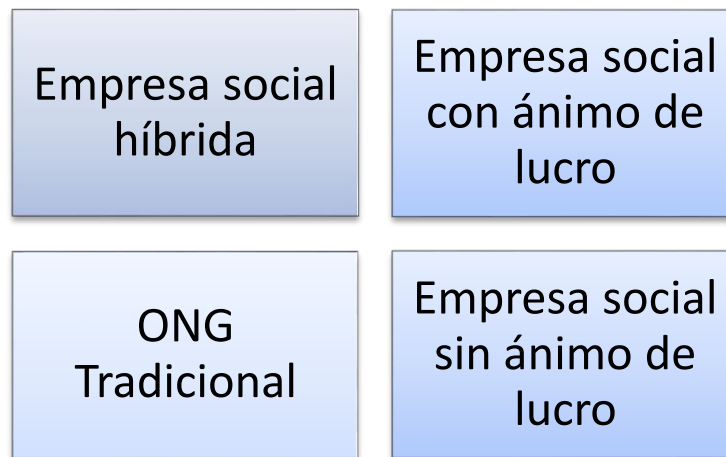 Empresa social
híbrida
Empresa social
con ánimo de
lucro
ONG
Tradicional
Empresa social
sin ánimo de
lucro